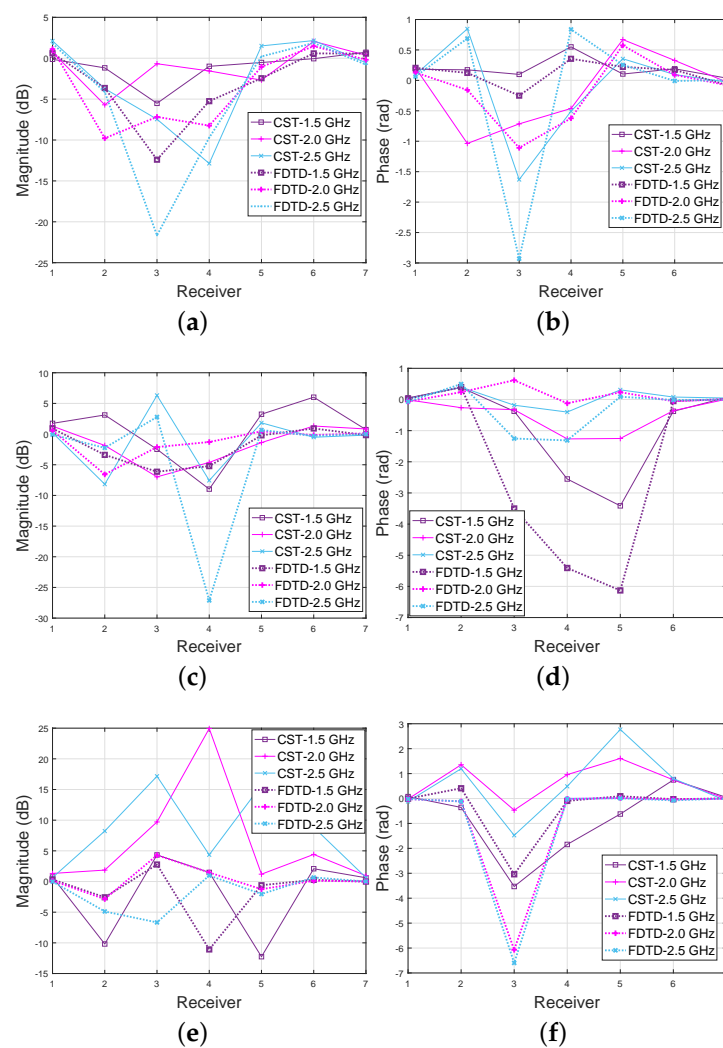 5
0
-5
-10
-15
-20
-25
1 2 3 4 5 6 7
Magnitude (dB)
Receiver
CST-1.5 GHz
CST-2.0 GHz
CST-2.5 GHz
FDTD-1.5 GHz
FDTD-2.0 GHz
FDTD-2.5 GHz
(a)
1
0.5
0
-0.5
-1
-1.5
-2
-2.5
-3
1 2 3 4 5 6
Phase (rad)
Receiver
CST-1.5 GHz
CST-2.0 GHz
CST-2.5 GHz
FDTD-1.5 GHz
FDTD-2.0 GHz
FDTD-2.5 GHz
(b)
10
5
0
-5
-10
-15
-20
-25
-30
1 2 3 4 5 6 7
Magnitude (dB)
Receiver
CST-1.5 GHz
CST-2.0 GHz
CST-2.5 GHz
FDTD-1.5 GHz
FDTD-2.0 GHz
FDTD-2.5 GHz
(c)
1
0
-1
-2
-3
-4
-5
-6
-7
1 2 3 4 5 6
Phase (rad)
Receiver
CST-1.5 GHz
CST-2.0 GHz
CST-2.5 GHz
FDTD-1.5 GHz
FDTD-2.0 GHz
FDTD-2.5 GHz
(d)
25
20
15
10
5
0
-5
-10
-15
1 2 3 4 5 6 7
Magnitude (dB)
Receiver
CST-1.5 GHz
CST-2.0 GHz
CST-2.5 GHz
FDTD-1.5 GHz
FDTD-2.0 GHz
FDTD-2.5 GHz
(e)
3
2
1
0
-1
-2
-3
-4
-5
-6
-7
1 2 3 4 5 6
Phase (rad)
Receiver
CST-1.5 GHz
CST-2.0 GHz
CST-2.5 GHz
FDTD-1.5 GHz
FDTD-2.0 GHz
FDTD-2.5 GHz
(f)